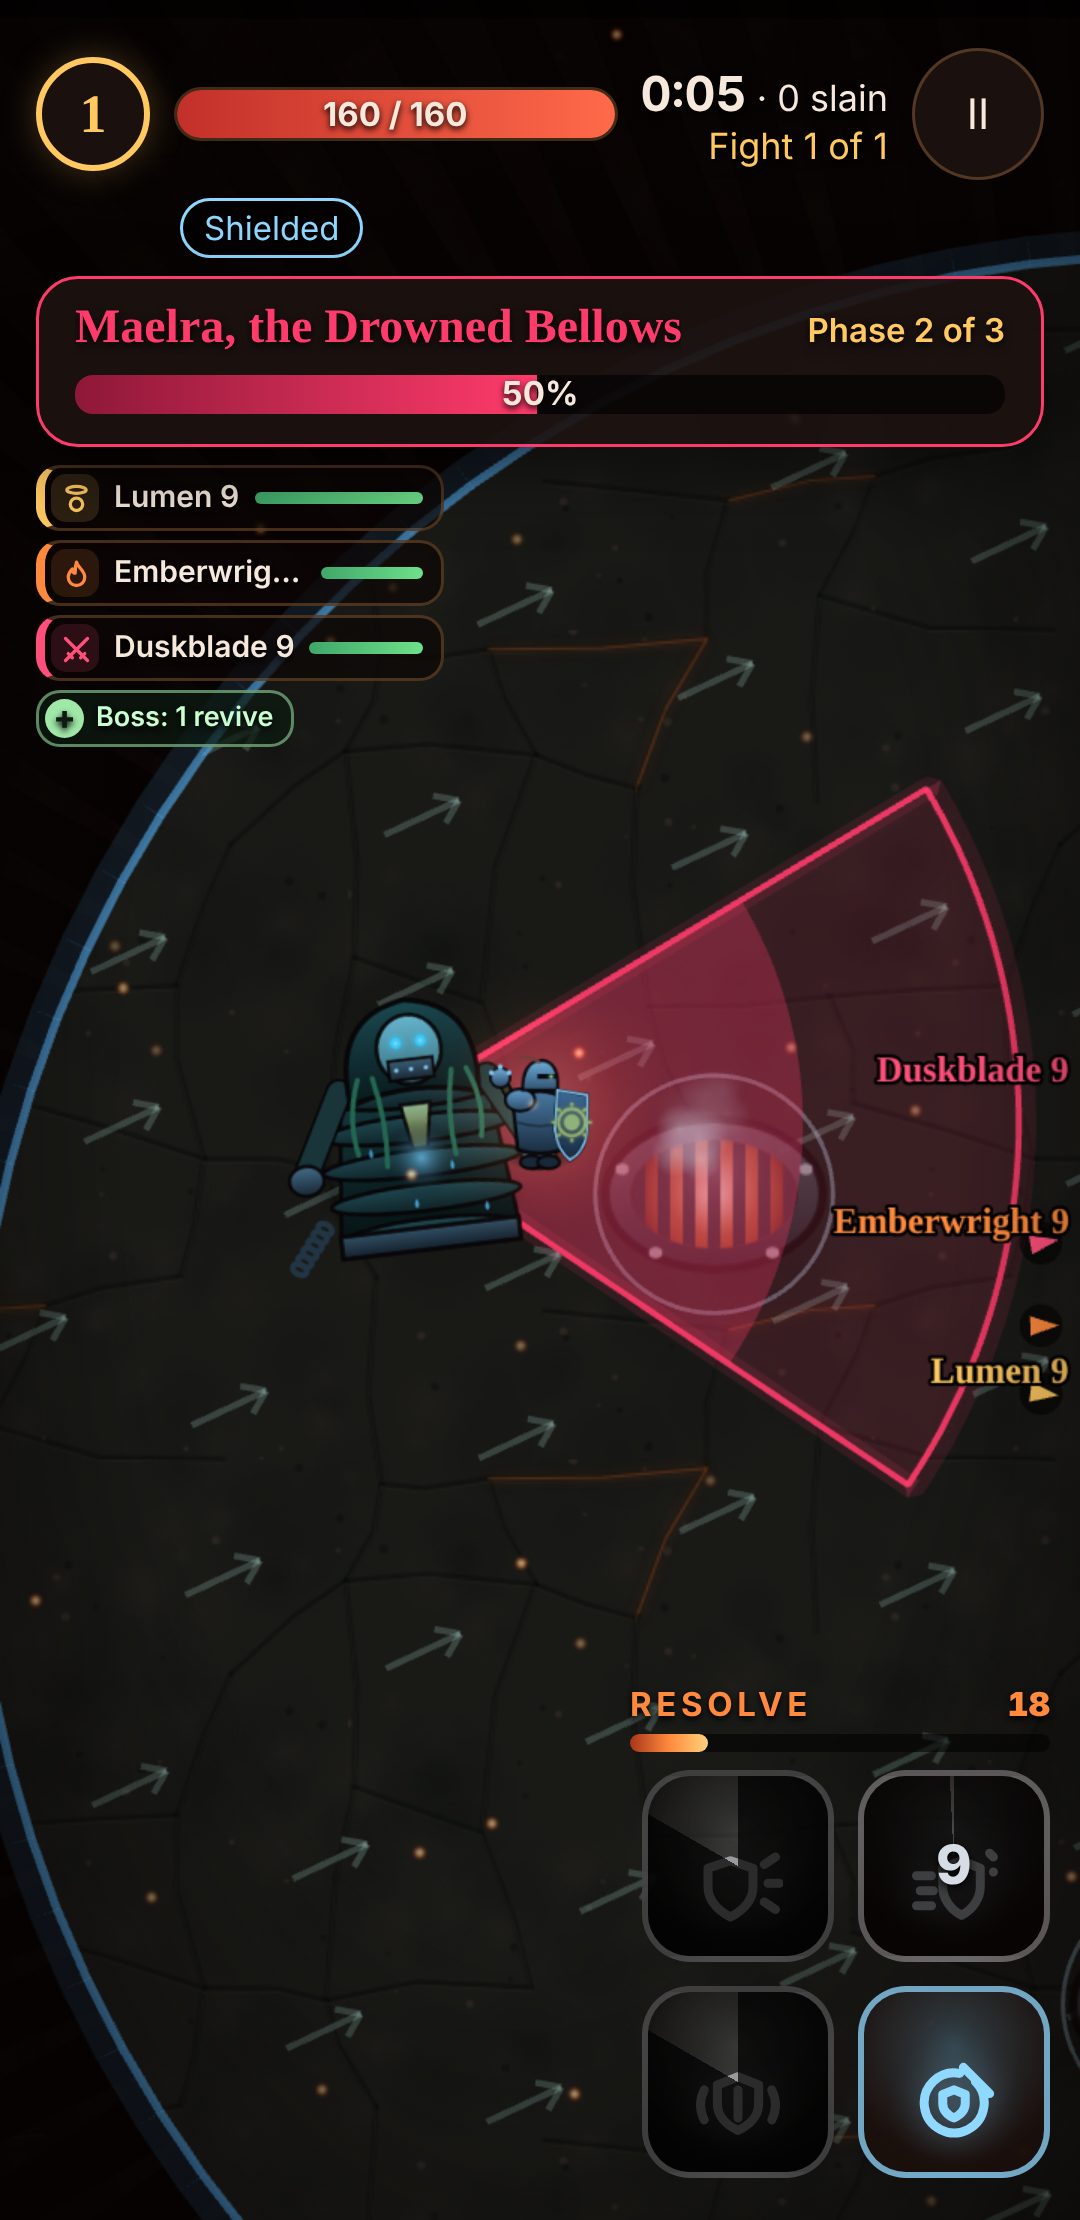 1
160 / 160
0:05 · 0 slain
Fight 1 of 1
Shielded
Maelra, the Drowned Bellows
Phase 2 of 3
50%
Lumen 9
Emberwrig...
Duskblade 9
Boss: 1 revive
Duskblade 9
Emberwright 9
Lumen 9
RESOLVE 18
9